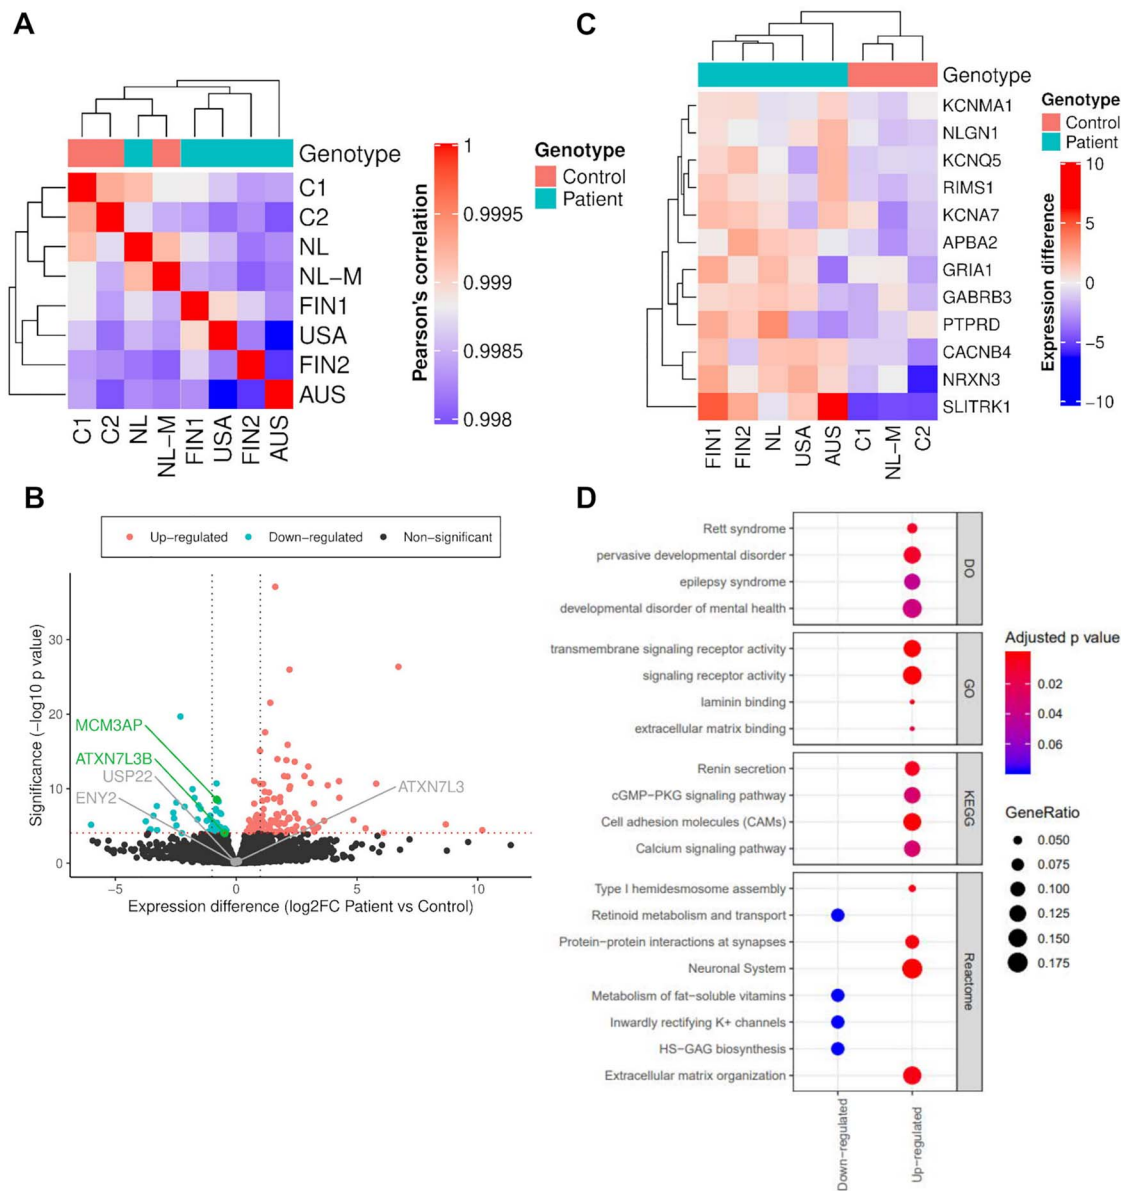 A
Genotype
C1
C2
NL
NL−M
FIN1
USA
FIN2
AUS
C1
C2
NL
NL−M
FIN1
USA
FIN2
AUS
Pearson's correlation
1
0.9995
0.999
0.9985
0.998
Genotype
Control
Patient
C
Genotype
KCNMA1
NLGN1
KCNQ5
RIMS1
KCNA7
APBA2
GRIA1
GABRB3
PTPRD
CACNB4
NRXN3
SLITRK1
FIN1
FIN2
NL
USA
AUS
C1
NL−M
C2
Genotype
Control
Patient
Expression difference
10
5
0
−5
−10
B
Up−regulated
Down−regulated
Non−significant
Significance (−log10 p value)
30
20
10
0
MCM3AP
ATXN7L3B
USP22
ENY2
ATXN7L3
−5
0
5
10
Expression difference (log2FC Patient vs Control)
D
Rett syndrome
pervasive developmental disorder
epilepsy syndrome
developmental disorder of mental health
DO
transmembrane signaling receptor activity
signaling receptor activity
laminin binding
extracellular matrix binding
GO
Renin secretion
cGMP−PKG signaling pathway
Cell adhesion molecules (CAMs)
Calcium signaling pathway
KEGG
Type I hemidesmosome assembly
Retinoid metabolism and transport
Protein−protein interactions at synapses
Neuronal System
Metabolism of fat−soluble vitamins
Inwardly rectifying K+ channels
HS−GAG biosynthesis
Extracellular matrix organization
Reactome
Down−regulated
Up−regulated
Adjusted p value
0.02
0.04
0.06
GeneRatio
0.050
0.075
0.100
0.125
0.150
0.175